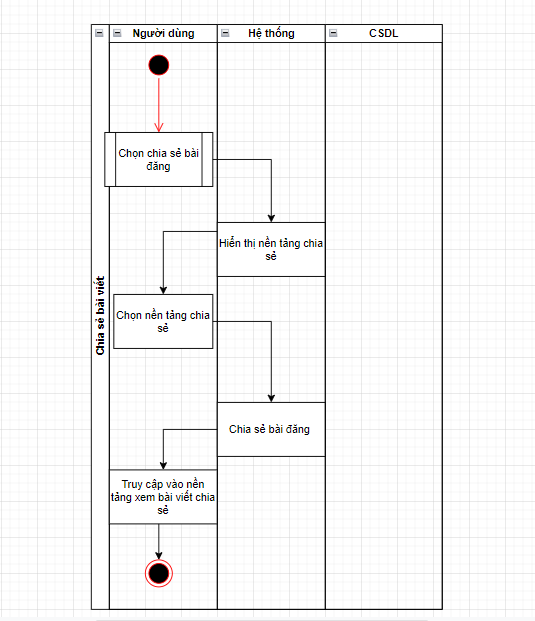 Người dùng
Hệ thống
CSDL
Chia sẻ bài viết
Chọn chia sẻ bài
đăng
Hiển thị nền tảng chia
sẻ
Chọn nền tảng chia
sẻ
Chia sẻ bài đăng
Truy cập vào nền
tảng xem bài viết chia
sẻ